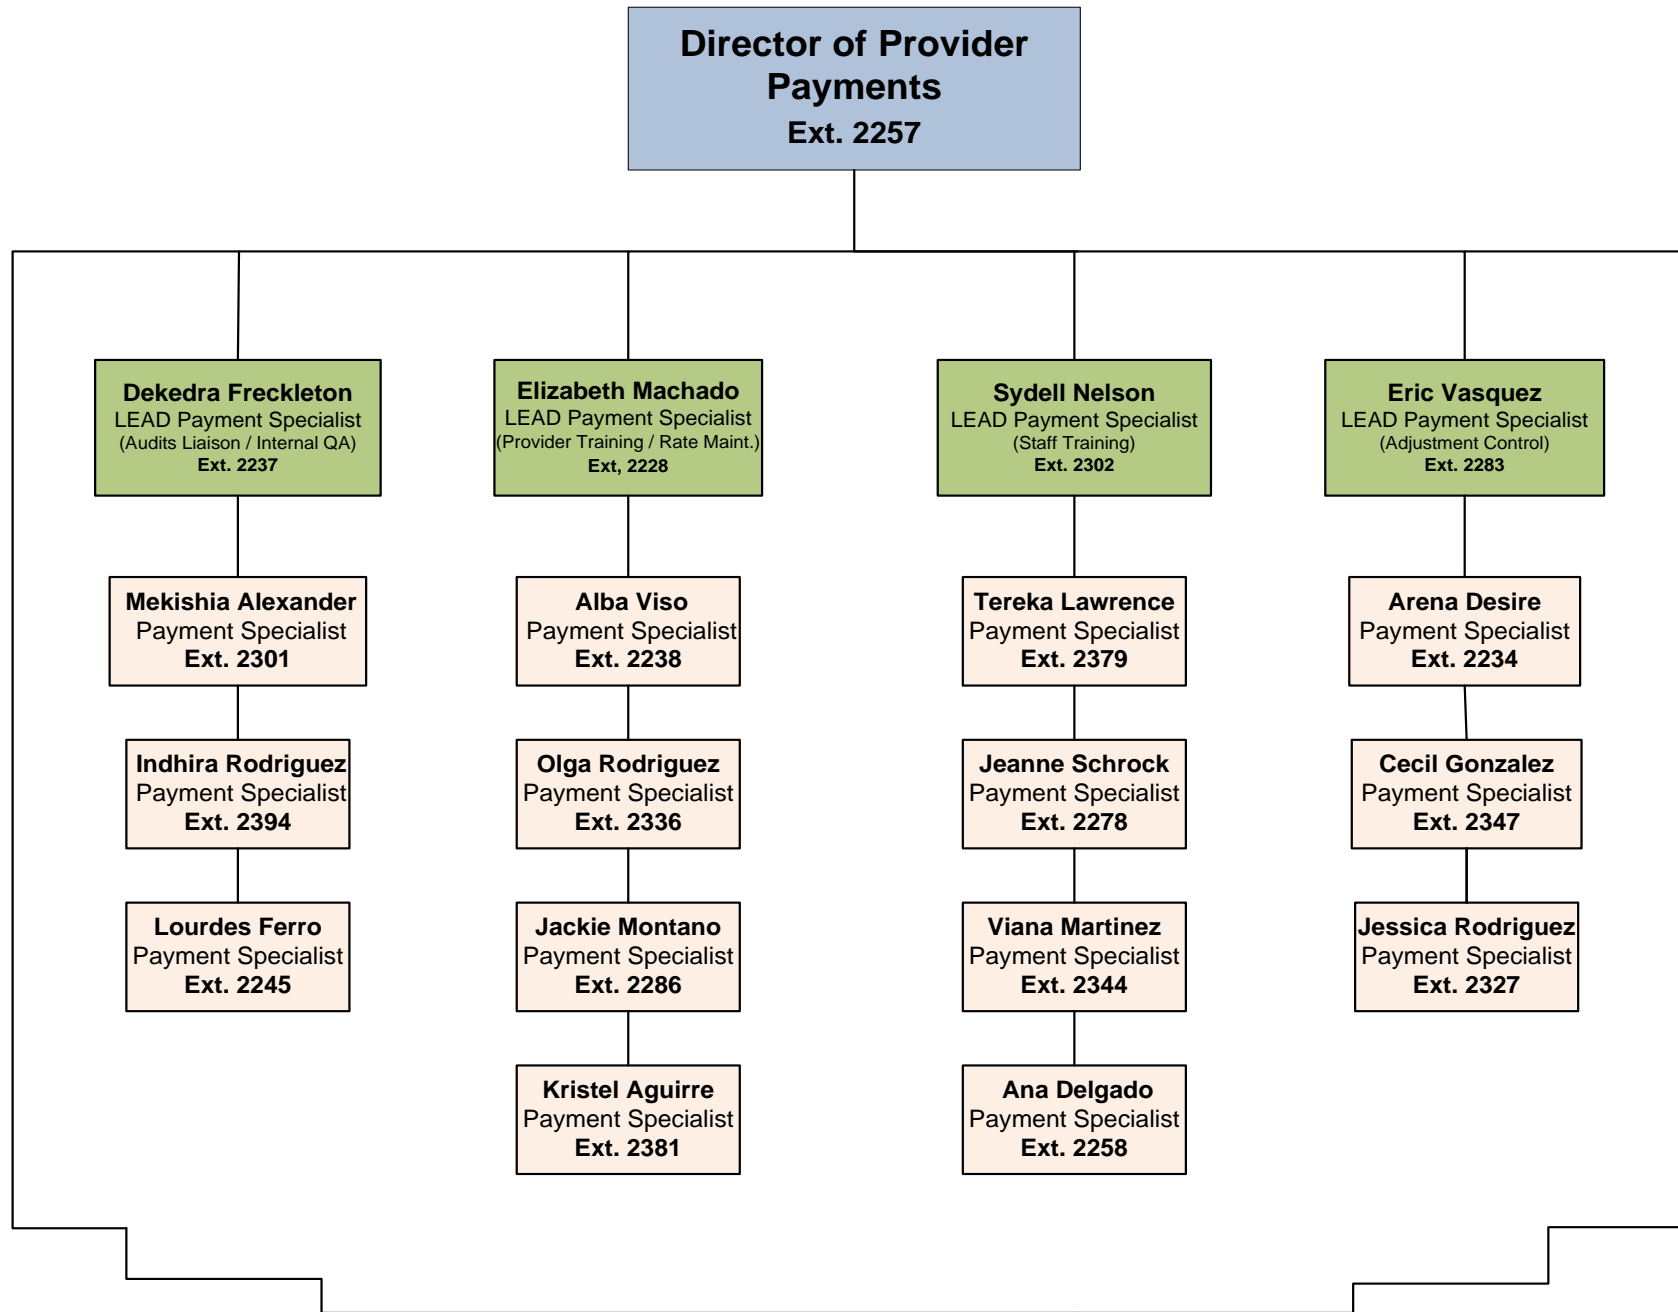 Director of Provider
Payments
Ext. 2257
Dekedra Freckleton
LEAD Payment Specialist
(Audits Liaison / Internal QA)
Ext. 2237
Mekishia Alexander
Payment Specialist
Ext. 2301
Indhira Rodriguez
Payment Specialist
Ext. 2394
Lourdes Ferro
Payment Specialist
Ext. 2245
Elizabeth Machado
LEAD Payment Specialist
(Provider Training / Rate Maint.)
Ext, 2228
Alba Viso
Payment Specialist
Ext. 2238
Olga Rodriguez
Payment Specialist
Ext. 2336
Jackie Montano
Payment Specialist
Ext. 2286
Kristel Aguirre
Payment Specialist
Ext. 2381
Sydell Nelson
LEAD Payment Specialist
(Staff Training)
Ext. 2302
Tereka Lawrence
Payment Specialist
Ext. 2379
Jeanne Schrock
Payment Specialist
Ext. 2278
Viana Martinez
Payment Specialist
Ext. 2344
Ana Delgado
Payment Specialist
Ext. 2258
Eric Vasquez
LEAD Payment Specialist
(Adjustment Control)
Ext. 2283
Arena Desire
Payment Specialist
Ext. 2234
Cecil Gonzalez
Payment Specialist
Ext. 2347
Jessica Rodriguez
Payment Specialist
Ext. 2327